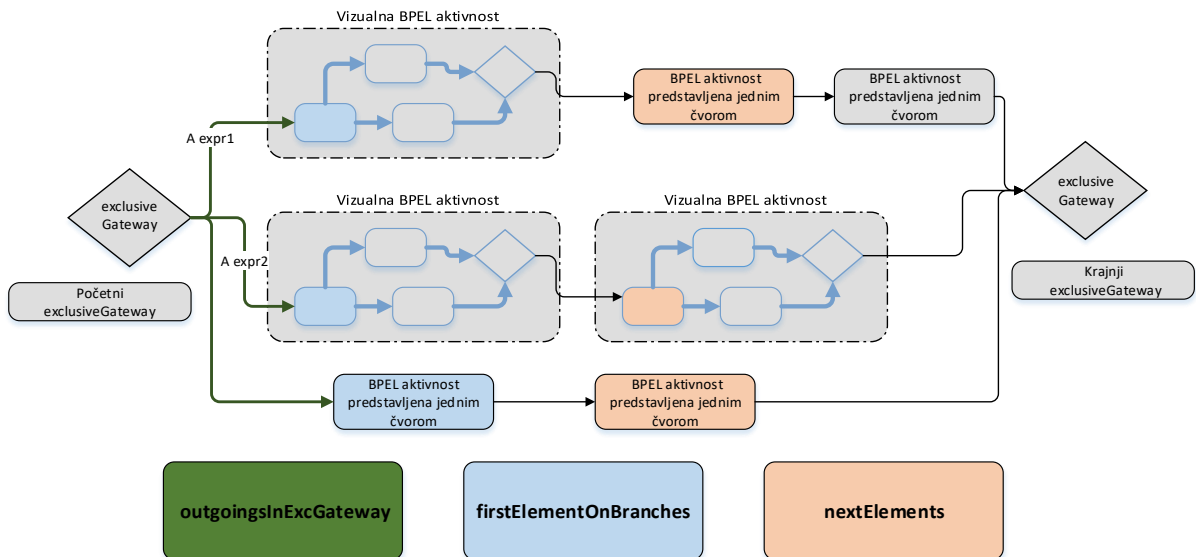 Vizualna BPEL aktivnost
BPEL aktivnost
predstavljena jednim
čvorom
BPEL aktivnost
predstavljena jednim
čvorom
A expr1
exclusive
Gateway
exclusive
Gateway
Vizualna BPEL aktivnost
Vizualna BPEL aktivnost
A expr2
Početni
exclusiveGateway
Krajnji
exclusiveGateway
BPEL aktivnost
predstavljena jednim
čvorom
BPEL aktivnost
predstavljena jednim
čvorom
outgoingsInExcGateway
firstElementOnBranches
nextElements